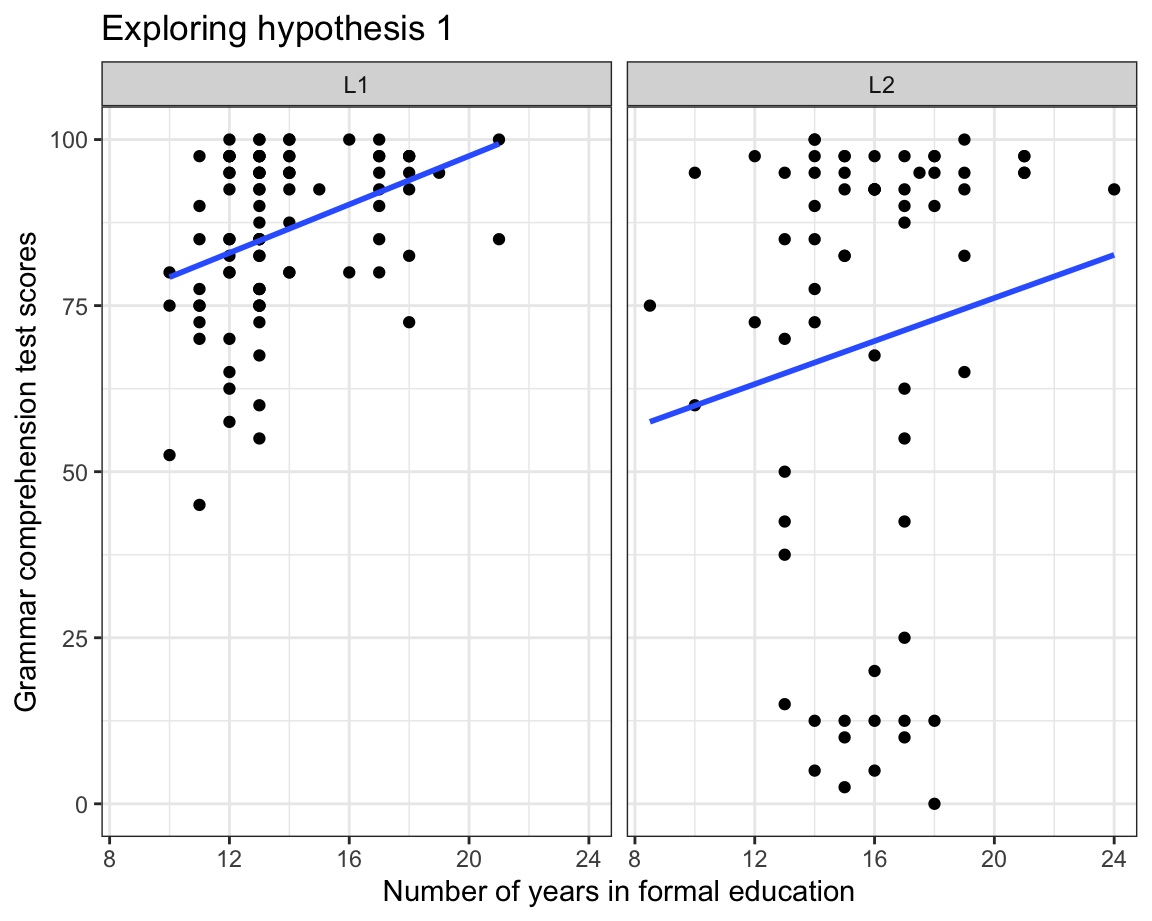 Exploring hypothesis 1
L1
L2
Grammar comprehension test scores
100
75
50
25
0
8 12 16 20 24
8 12 16 20 24
Number of years in formal education